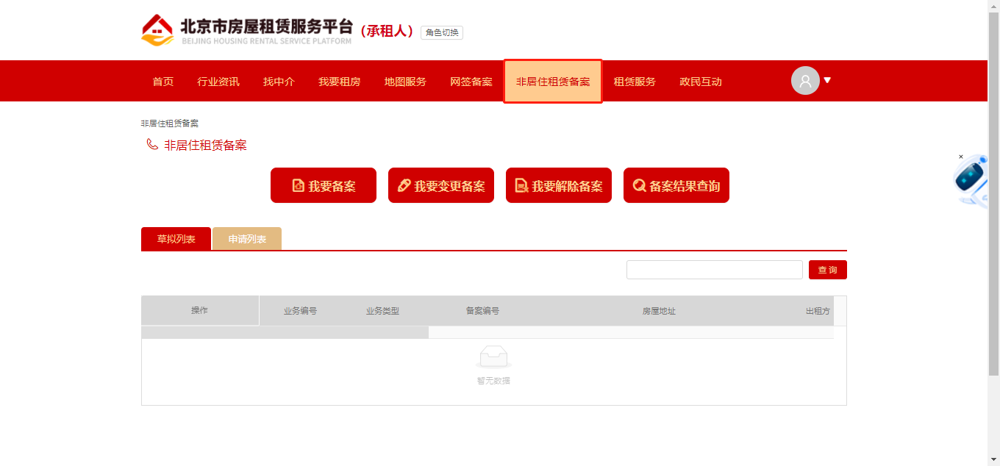 北京市房屋租赁服务平台 (承租人) 角色切换
BEIJING HOUSING RENTAL SERVICE PLATFORM
首页 行业资讯 找中介 我要租房 地图服务 网签备案 非居住租赁备案 租赁服务 政民互动
非居住租赁备案
非居住租赁备案
我要备案 我要变更备案 我要解除备案 备案结果查询
草拟列表 申请列表
查 询
操作 业务编号 业务类型 备案编号 房屋地址 出租方
暂无数据